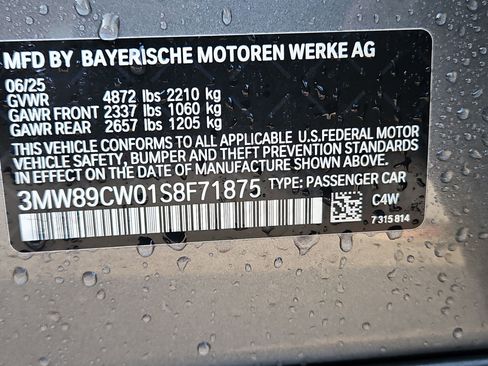 MFD BY BAYERISCHE MOTOREN WERKE AG
06/25
GVWR 4872 lbs 2210 kg
GAWR FRONT 2337 lbs 1060 kg
GAWR REAR 2657 lbs 1205 kg
THIS VEHICLE CONFORMS TO ALL APPLICABLE U.S.FEDERAL MOTOR
VEHICLE SAFETY, BUMPER, AND THEFT PREVENTION STANDARDS IN
EFFECT ON THE DATE OF MANUFACTURE SHOWN ABOVE.
3MW89CW01S8F71875 TYPE: PASSENGER CAR
C4W
7 315 814